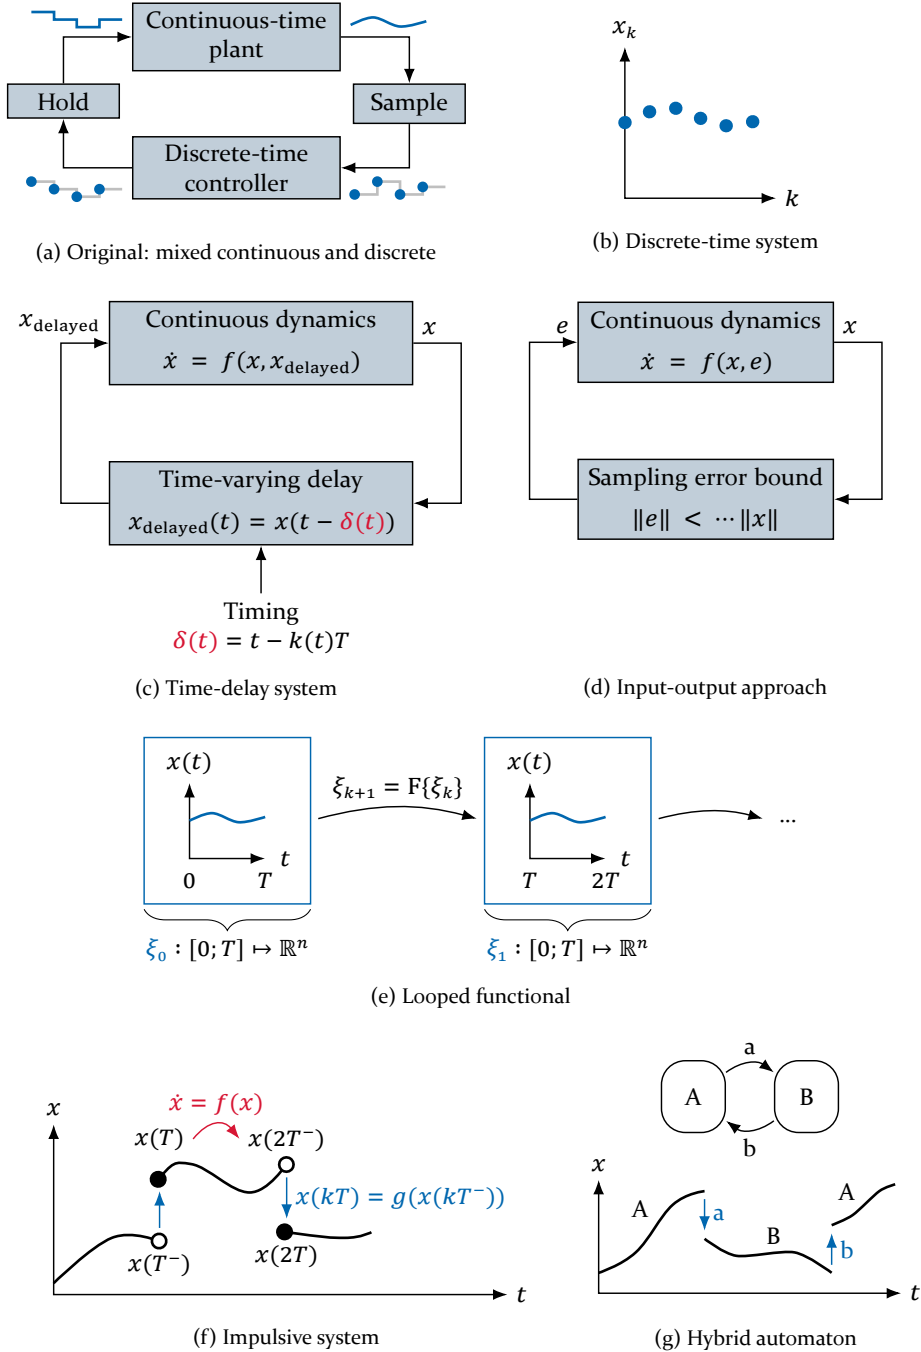 Continuous-time
plant
Hold
Sample
Discrete-time
controller
(a) Original: mixed continuous and discrete
x_k
k
(b) Discrete-time system
x_delayed
Continuous dynamics
ẋ = f(x, x_delayed)
x
Time-varying delay
x_delayed(t) = x(t − δ(t))
Timing
δ(t) = t − k(t)T
(c) Time-delay system
e
Continuous dynamics
ẋ = f(x, e)
x
Sampling error bound
‖e‖ < ⋯ ‖x‖
(d) Input-output approach
x(t)
t
0
T
ξ_0 : [0; T] ↦ ℝ^n
ξ_{k+1} = F{ξ_k}
x(t)
t
T
2T
ξ_1 : [0; T] ↦ ℝ^n
...
(e) Looped functional
x
ẋ = f(x)
x(T)
x(2T⁻)
x(kT) = g(x(kT⁻))
x(T⁻)
x(2T)
t
(f) Impulsive system
a
A
B
b
x
A
a
B
A
b
t
(g) Hybrid automaton